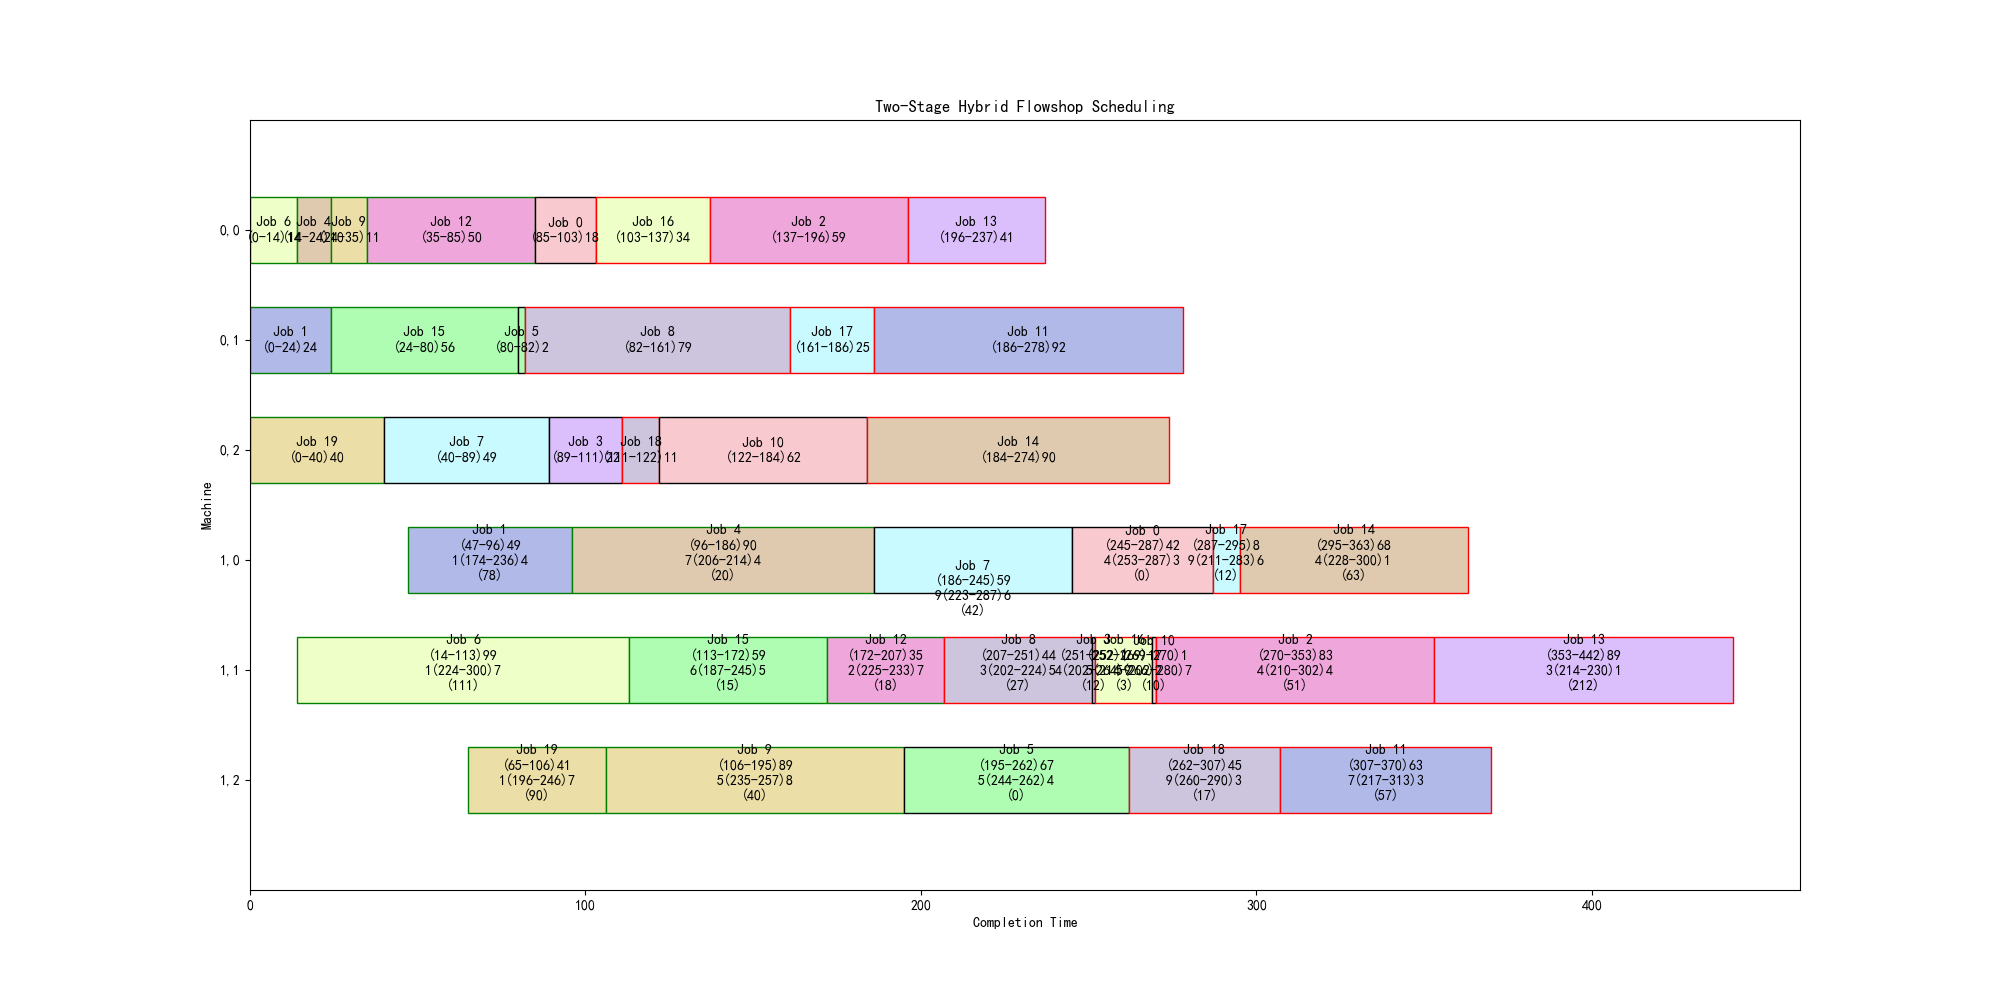 Two-Stage Hybrid Flowshop Scheduling
Machine
0,0
Job 6
(0-14)14
Job 4
(14-24)10
Job 9
(24-35)11
Job 12
(35-85)50
Job 0
(85-103)18
Job 16
(103-137)34
Job 2
(137-196)59
Job 13
(196-237)41
0,1
Job 1
(0-24)24
Job 15
(24-80)56
Job 5
(80-82)2
Job 8
(82-161)79
Job 17
(161-186)25
Job 11
(186-278)92
0,2
Job 19
(0-40)40
Job 7
(40-89)49
Job 3
(89-111)22
Job 18
(111-122)11
Job 10
(122-184)62
Job 14
(184-274)90
1,0
Job 1
(47-96)49
1(174-236)4
(78)
Job 4
(96-186)90
7(206-214)4
(20)
Job 7
(186-245)59
9(223-287)6
(42)
Job 0
(245-287)42
4(253-287)3
(0)
Job 17
(287-295)8
9(211-283)6
(12)
Job 14
(295-363)68
4(228-300)1
(63)
1,1
Job 6
(14-113)99
1(224-300)7
(111)
Job 15
(113-172)59
6(187-245)5
(15)
Job 12
(172-207)35
2(225-233)7
(18)
Job 8
(207-251)44
3(202-224)5
(27)
Job 3
(12)
Job 16
(3)
Job 10
(10)
Job 2
(270-353)83
4(210-302)4
(51)
Job 13
(353-442)89
3(214-230)1
(212)
1,2
Job 19
(65-106)41
1(196-246)7
(90)
Job 9
(106-195)89
5(235-257)8
(40)
Job 5
(195-262)67
5(244-262)4
(0)
Job 18
(262-307)45
9(260-290)3
(17)
Job 11
(307-370)63
7(217-313)3
(57)
0
100
200
300
400
Completion Time